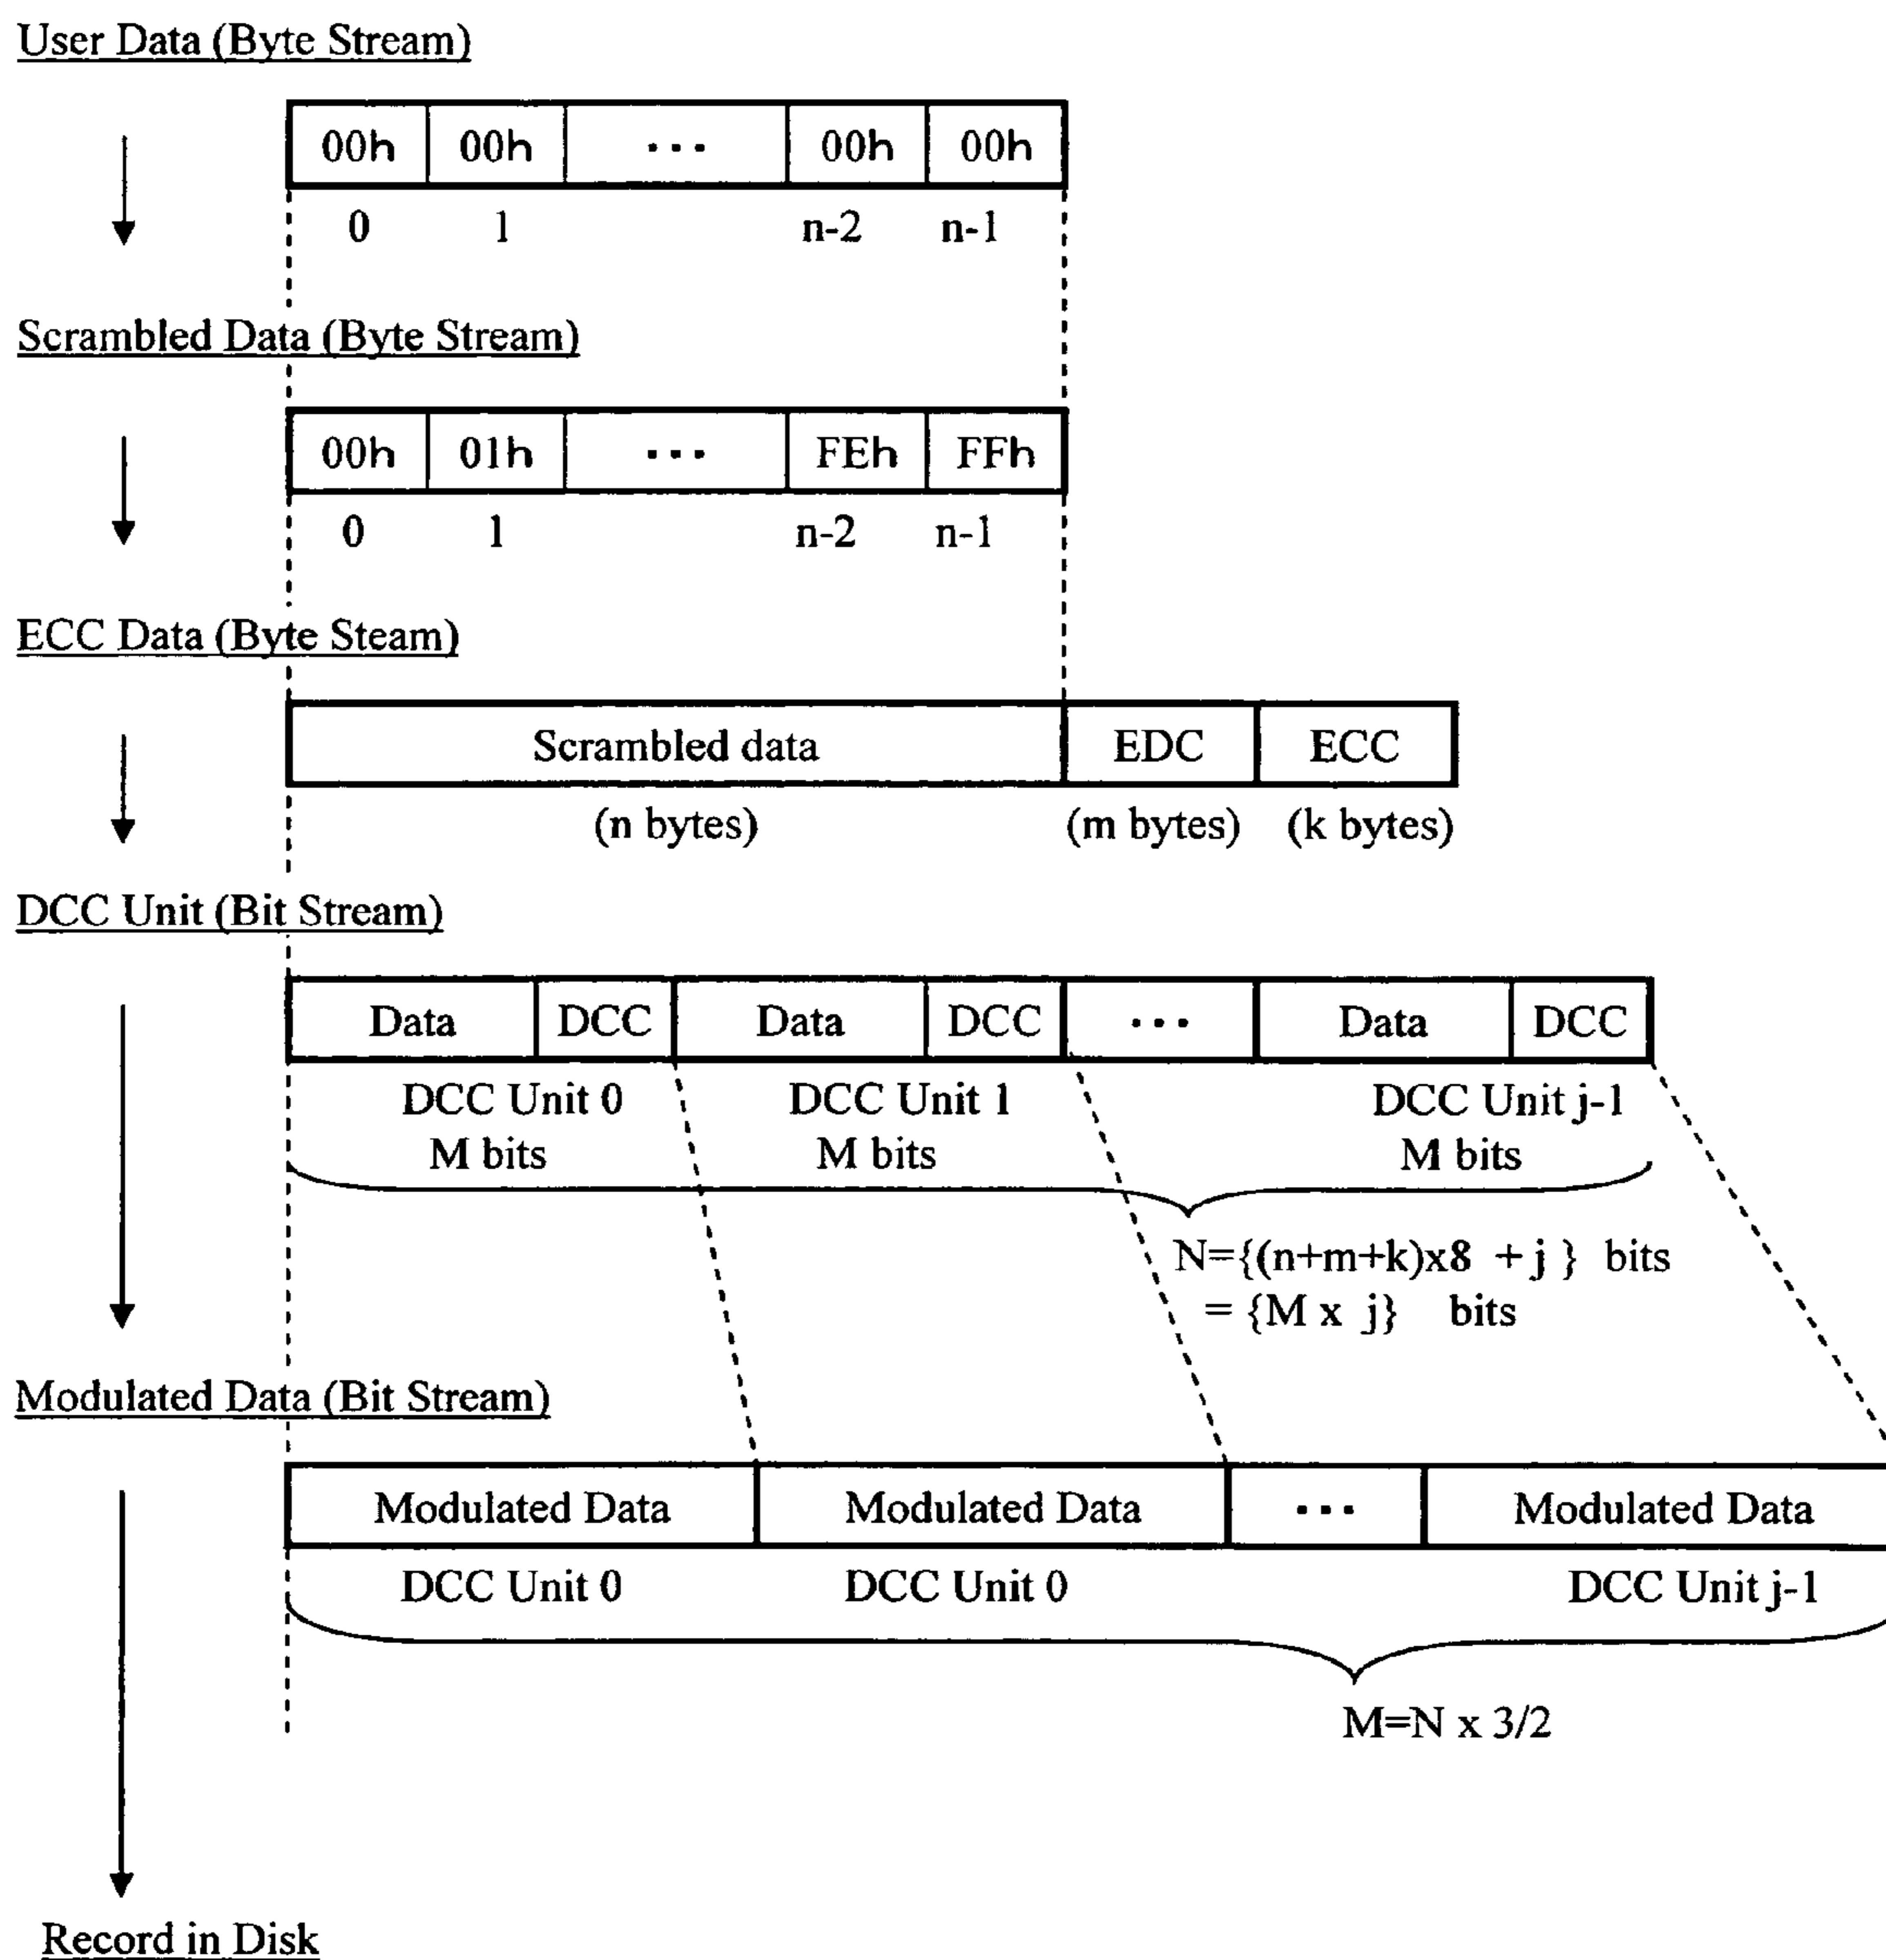 User Data (Byte Stream)
00h 00h ... 00h 00h
0 1 n-2 n-1
Scrambled Data (Byte Stream)
00h 01h ... FEh FFh
0 1 n-2 n-1
ECC Data (Byte Steam)
Scrambled data EDC ECC
(n bytes) (m bytes) (k bytes)
DCC Unit (Bit Stream)
Data DCC Data DCC ... Data DCC
DCC Unit 0 DCC Unit 1 DCC Unit j-1
M bits M bits M bits
N={(n+m+k)x8 +j } bits
= {M x j} bits
Modulated Data (Bit Stream)
Modulated Data Modulated Data ... Modulated Data
DCC Unit 0 DCC Unit 0 DCC Unit j-1
M=N x 3/2
Record in Disk